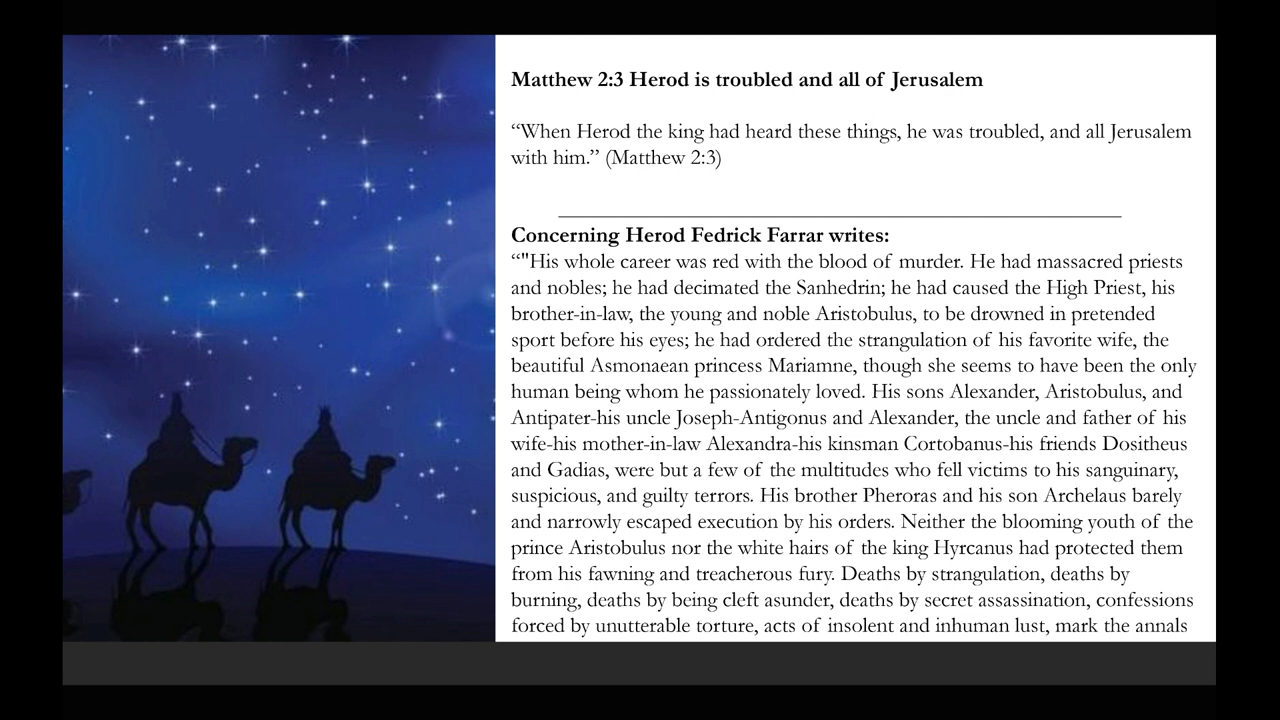 Matthew 2:3 Herod is troubled and all of Jerusalem
“When Herod the king had heard these things, he was troubled, and all Jerusalem
with him.” (Matthew 2:3)
Concerning Herod Fedrick Farrar writes:
“"His whole career was red with the blood of murder. He had massacred priests
and nobles; he had decimated the Sanhedrin; he had caused the High Priest, his
brother-in-law, the young and noble Aristobulus, to be drowned in pretended
sport before his eyes; he had ordered the strangulation of his favorite wife, the
beautiful Asmonaean princess Mariamne, though she seems to have been the only
human being whom he passionately loved. His sons Alexander, Aristobulus, and
Antipater-his uncle Joseph-Antigonus and Alexander, the uncle and father of his
wife-his mother-in-law Alexandra-his kinsman Cortobanus-his friends Dositheus
and Gadias, were but a few of the multitudes who fell victims to his sanguinary,
suspicious, and guilty terrors. His brother Pheroras and his son Archelaus barely
and narrowly escaped execution by his orders. Neither the blooming youth of the
prince Aristobulus nor the white hairs of the king Hyrcanus had protected them
from his fawning and treacherous fury. Deaths by strangulation, deaths by
burning, deaths by being cleft asunder, deaths by secret assassination, confessions
forced by unutterable torture, acts of insolent and inhuman lust, mark the annals